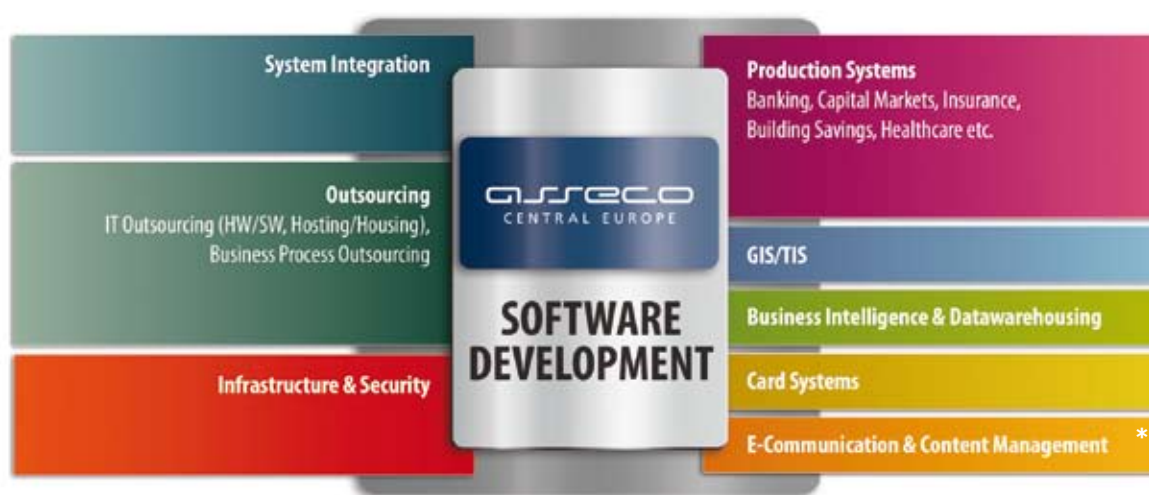 System Integration
Outsourcing
IT Outsourcing (HW/SW, Hosting/Housing),
Business Process Outsourcing
Infrastructure & Security
asseco
CENTRAL EUROPE
SOFTWARE
DEVELOPMENT
Production Systems
Banking, Capital Markets, Insurance,
Building Savings, Healthcare etc.
GIS/TIS
Business Intelligence & Datawarehousing
Card Systems
E-Communication & Content Management *